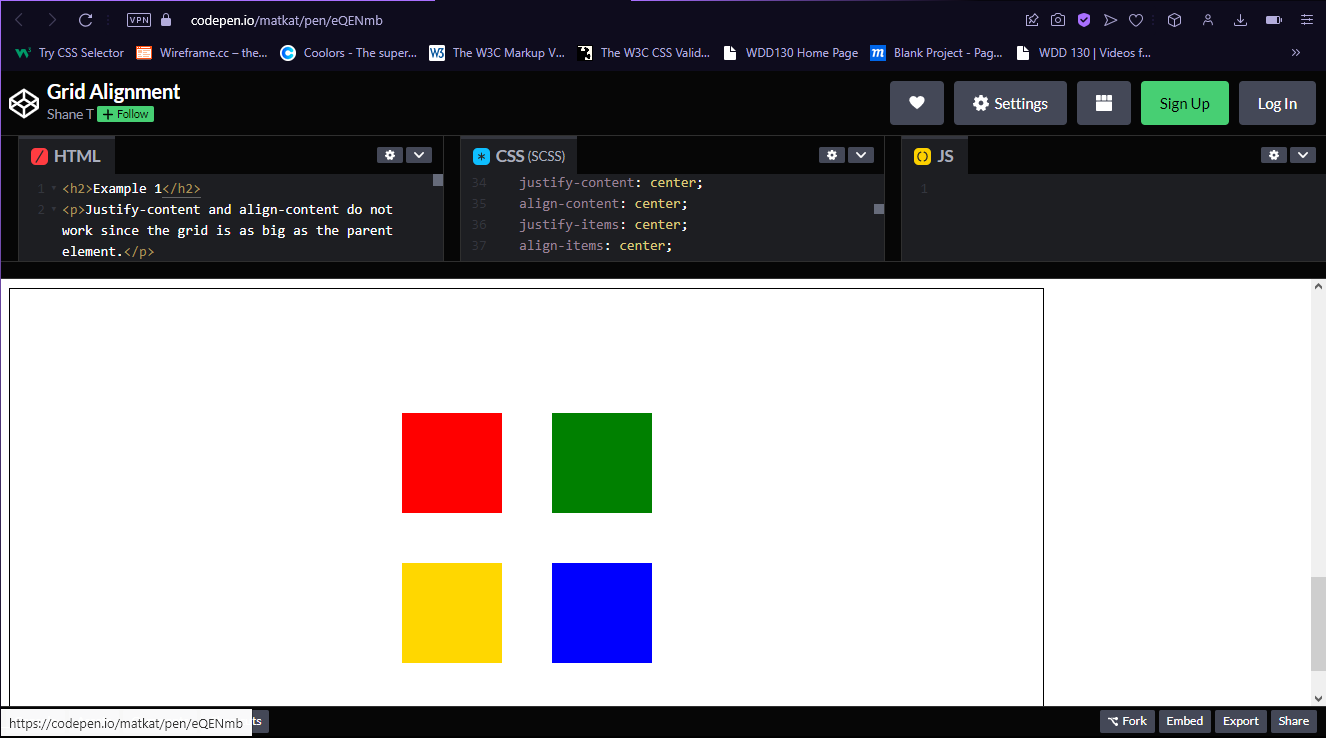 VPN
codepen.io/matkat/pen/eQENmb
Try CSS Selector
Wireframe.cc – the...
Coolors - The super...
W3
The W3C Markup V...
The W3C CSS Valid...
WDD130 Home Page
m
Blank Project - Pag...
WDD 130 | Videos f...
»
Grid Alignment
Shane T
+ Follow
Settings
Sign Up
Log In
/ HTML
* CSS (SCSS)
() JS
1 <h2>Example 1</h2>
2 <p>Justify-content and align-content do not
work since the grid is as big as the parent
element.</p>
34 justify-content: center;
35 align-content: center;
36 justify-items: center;
37 align-items: center;
1
https://codepen.io/matkat/pen/eQENmb
ts
Fork
Embed
Export
Share